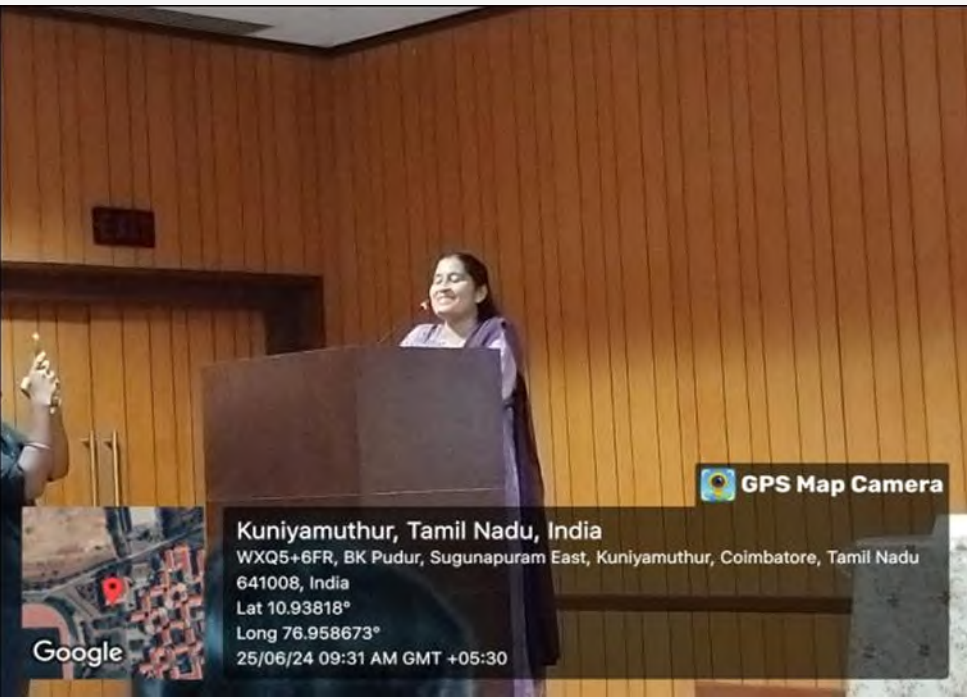 GPS Map Camera
Kuniyamuthur, Tamil Nadu, India
WXQ5+6FR, BK Pudur, Sugunapuram East, Kuniyamuthur, Coimbatore, Tamil Nadu
641008, India
Lat 10.93818°
Long 76.958673°
25/06/24 09:31 AM GMT +05:30
Google